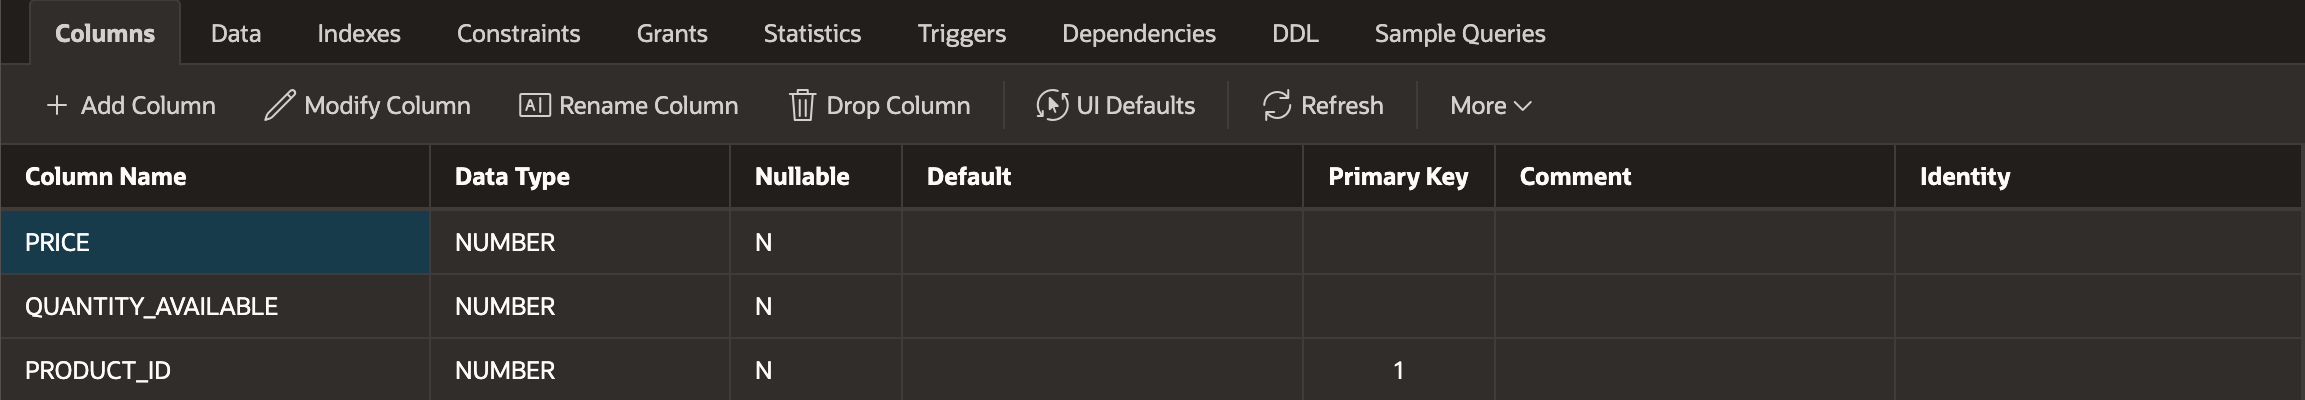 Columns Data Indexes Constraints Grants Statistics Triggers Dependencies DDL Sample Queries
Add Column Modify Column Rename Column Drop Column UI Defaults Refresh More
Column Name Data Type Nullable Default Primary Key Comment Identity
PRICE NUMBER N
QUANTITY_AVAILABLE NUMBER N
PRODUCT_ID NUMBER N 1